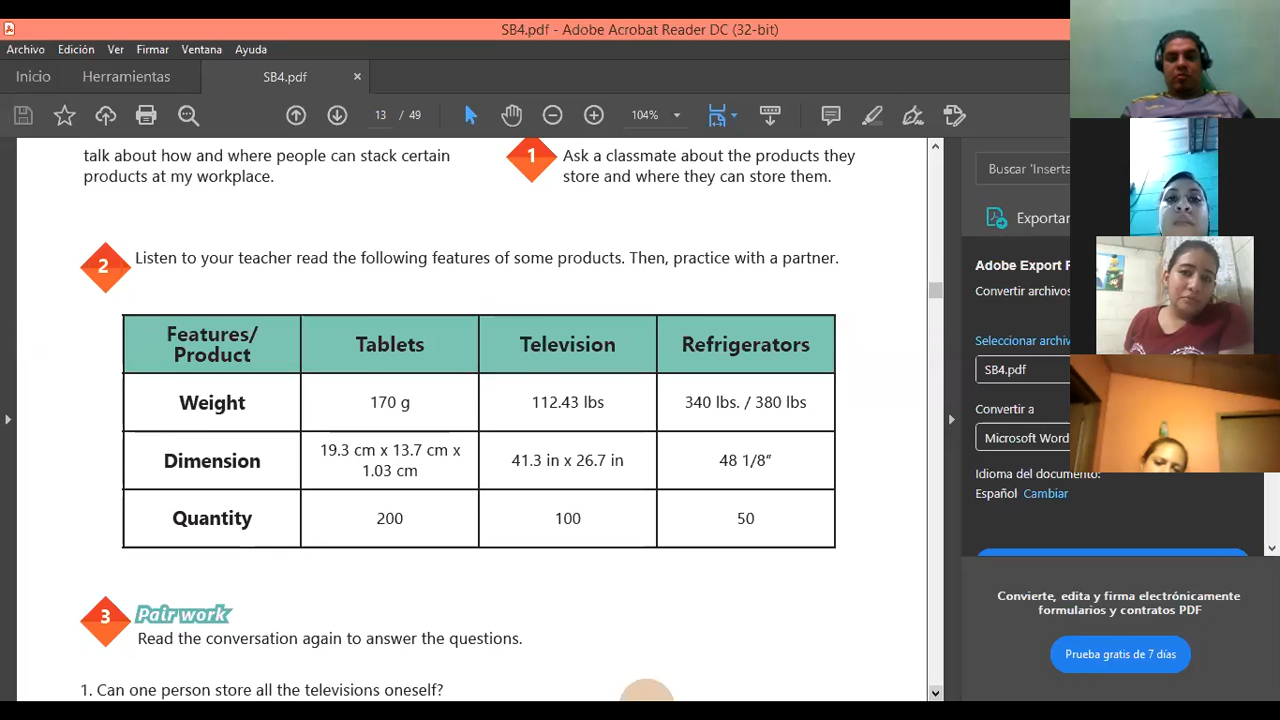 SB4.pdf - Adobe Acrobat Reader DC (32-bit)
Archivo Edición Ver Firmar Ventana Ayuda
Inicio Herramientas SB4.pdf ×
13 / 49 104%
talk about how and where people can stack certain
products at my workplace.
1 Ask a classmate about the products they
store and where they can store them.
2 Listen to your teacher read the following features of some products. Then, practice with a partner.
Features/
Product
Tablets
Television
Refrigerators
Weight
170 g
112.43 lbs
340 lbs. / 380 lbs
Dimension
19.3 cm x 13.7 cm x
1.03 cm
41.3 in x 26.7 in
48 1/8”
Quantity
200
100
50
3 Pair work
Read the conversation again to answer the questions.
1. Can one person store all the televisions oneself?
Buscar 'Inserta
Exportar
Adobe Export
Convertir archivos
Seleccionar archiv
SB4.pdf
Convertir a
Microsoft Word
Idioma del documento:
Español Cambiar
Convierte, edita y firma electrónicamente
formularios y contratos PDF
Prueba gratis de 7 días